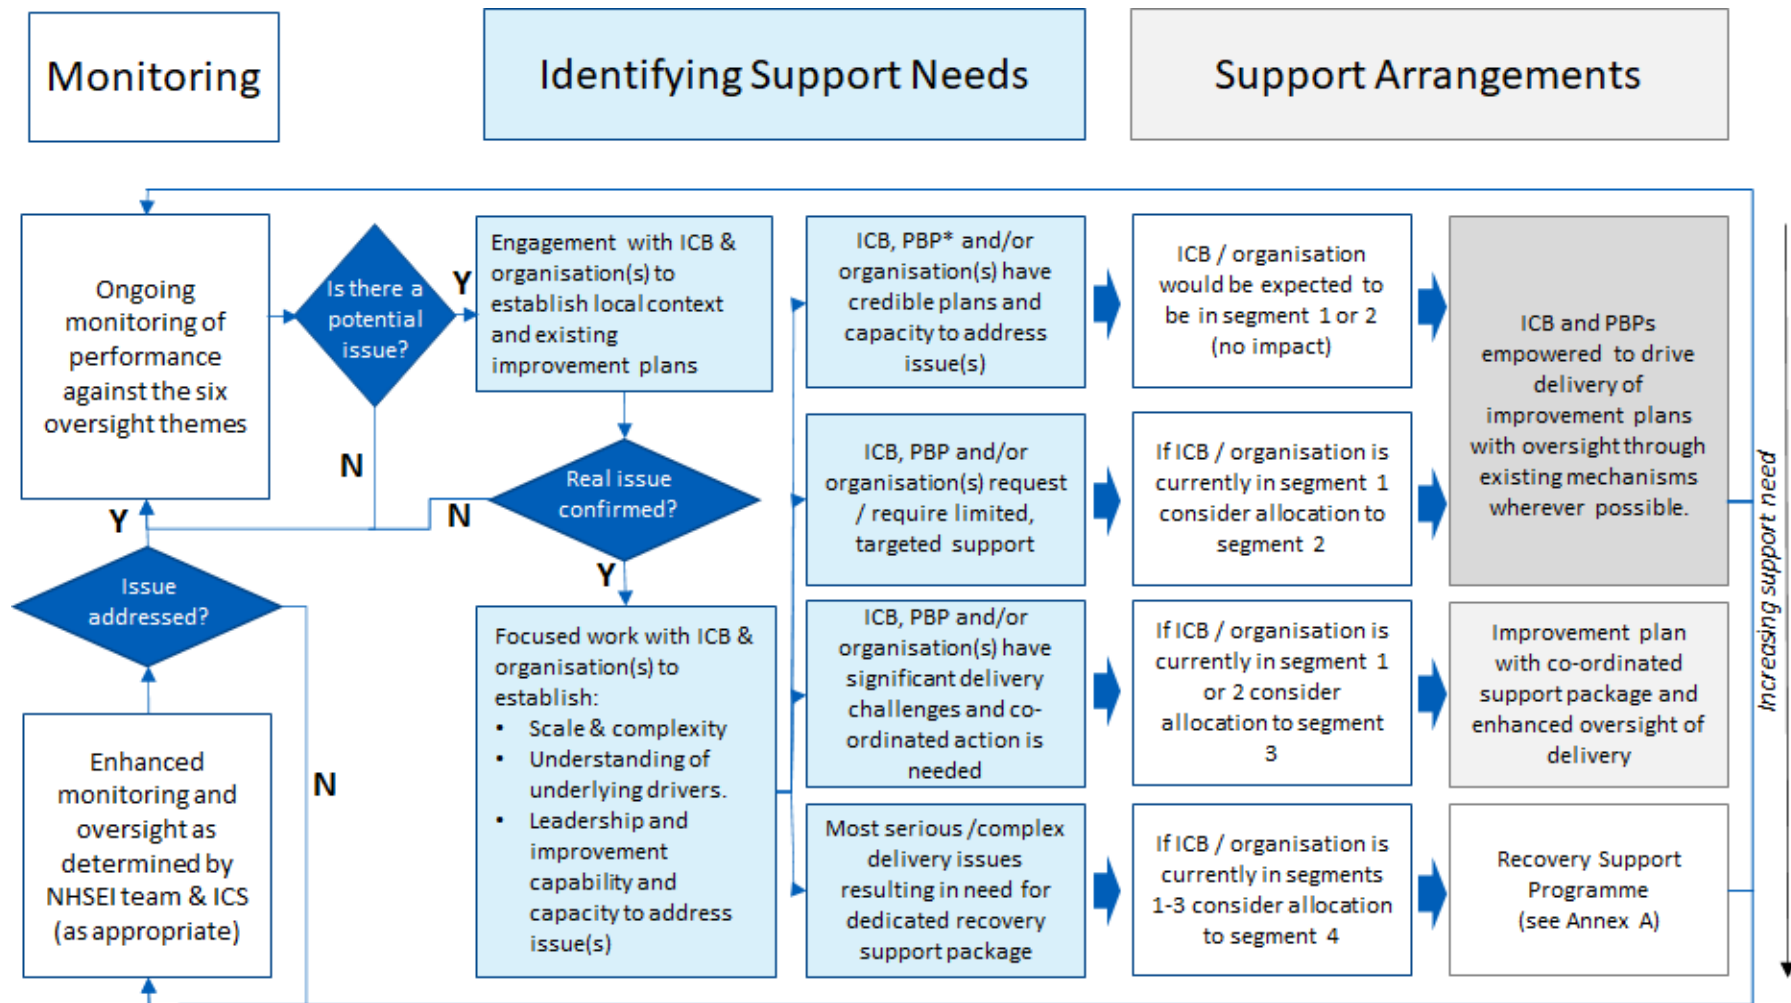 Monitoring
Identifying Support Needs
Support Arrangements
Ongoing
monitoring of
performance
against the six
oversight themes
Is there a
potential
issue?
Y
N
Engagement with ICB &
organisation(s) to
establish local context
and existing
improvement plans
Real issue
confirmed?
N
Y
Y
Issue
addressed?
N
Enhanced
monitoring and
oversight as
determined by
NHSEI team & ICS
(as appropriate)
Focused work with ICB &
organisation(s) to
establish:
• Scale & complexity
• Understanding of
underlying drivers.
• Leadership and
improvement
capability and
capacity to address
issue(s)
ICB, PBP* and/or
organisation(s) have
credible plans and
capacity to address
issue(s)
ICB / organisation
would be expected to
be in segment 1 or 2
(no impact)
ICB and PBPs
empowered to drive
delivery of
improvement plans
with oversight through
existing mechanisms
wherever possible.
ICB, PBP and/or
organisation(s) request
/ require limited,
targeted support
If ICB / organisation is
currently in segment 1
consider allocation to
segment 2
ICB, PBP and/or
organisation(s) have
significant delivery
challenges and co-
ordinated action is
needed
If ICB / organisation is
currently in segment 1
or 2 consider
allocation to segment
3
Improvement plan
with co-ordinated
support package and
enhanced oversight of
delivery
Most serious /complex
delivery issues
resulting in need for
dedicated recovery
support package
If ICB / organisation is
currently in segments
1-3 consider allocation
to segment 4
Recovery Support
Programme
(see Annex A)
Increasing support need